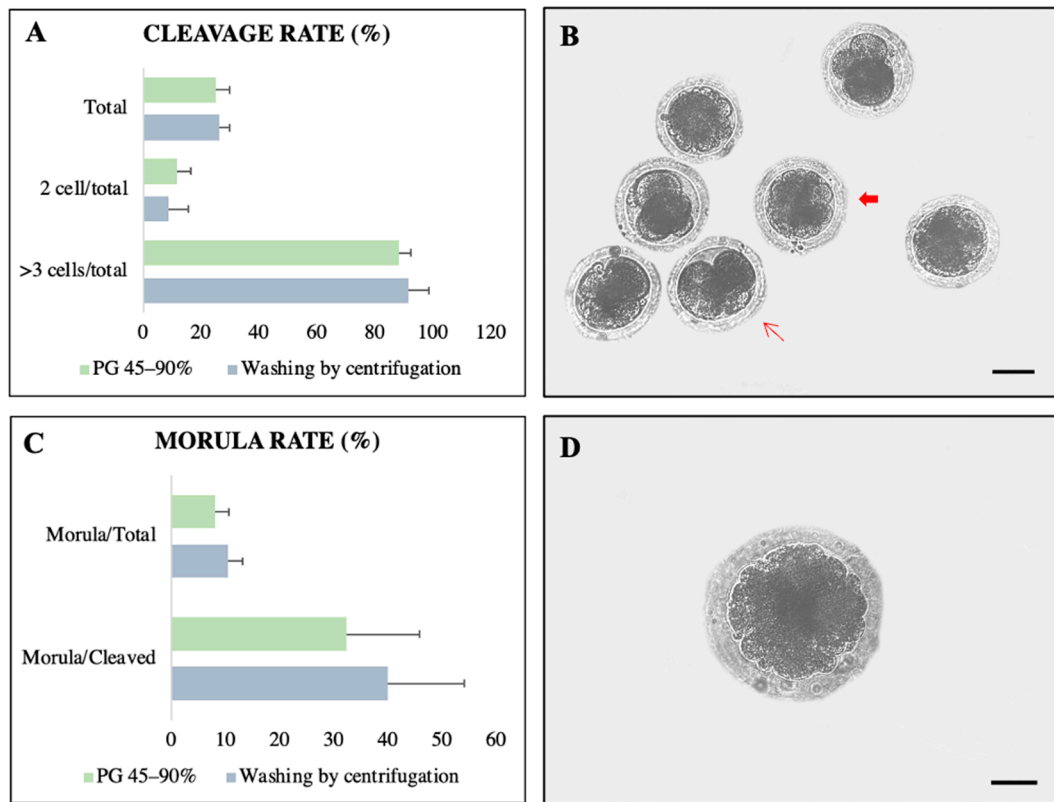 A
CLEAVAGE RATE (%)
Total
2 cell/total
>3 cells/total
0 20 40 60 80 100 120
PG 45–90% Washing by centrifugation
B
C
MORULA RATE (%)
Morula/Total
Morula/Cleaved
0 10 20 30 40 50 60
PG 45–90% Washing by centrifugation
D